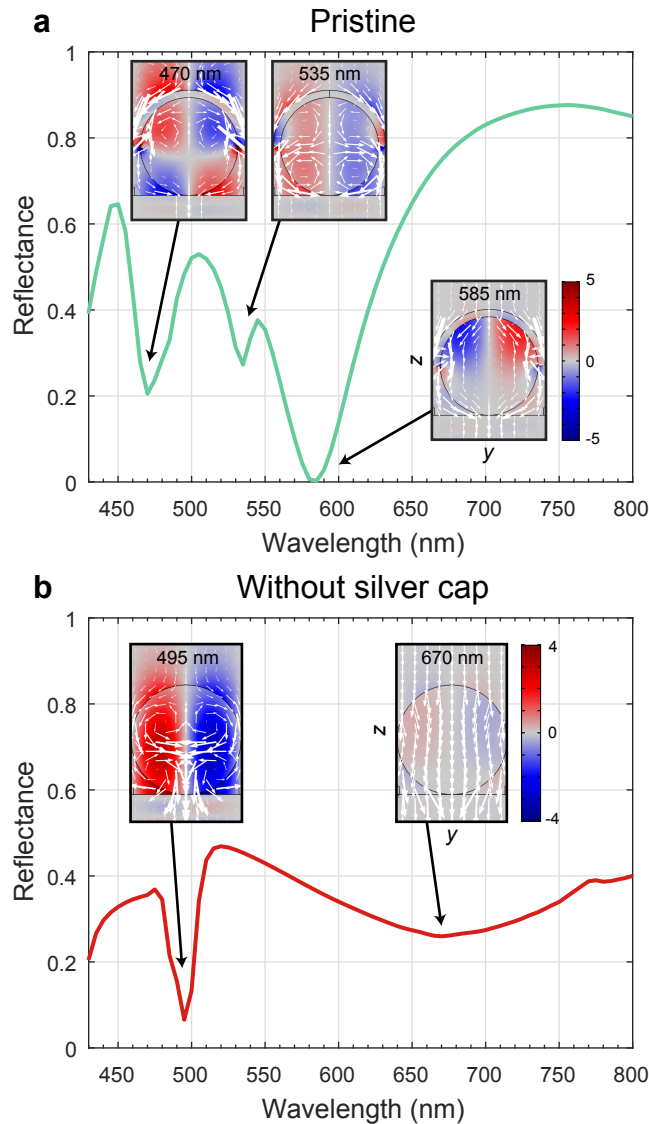 a
Pristine
1
0.8
0.6
0.4
0.2
0
Reflectance
470 nm
535 nm
585 nm
z
y
5
0
-5
450
500
550
600
650
700
750
800
Wavelength (nm)
b
Without silver cap
1
0.8
0.6
0.4
0.2
0
Reflectance
495 nm
670 nm
z
y
4
0
-4
450
500
550
600
650
700
750
800
Wavelength (nm)